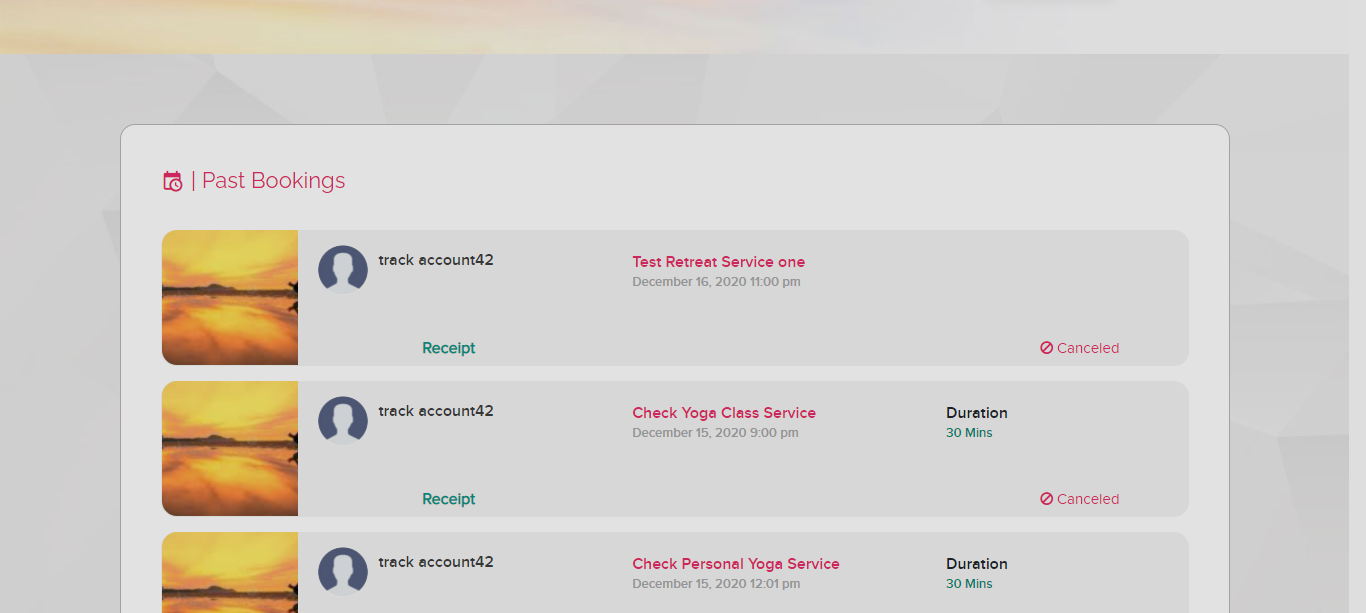 | Past Bookings
track account42
Test Retreat Service one
December 16, 2020 11:00 pm
Receipt
Canceled
track account42
Check Yoga Class Service
December 15, 2020 9:00 pm
Duration
30 Mins
Receipt
Canceled
track account42
Check Personal Yoga Service
December 15, 2020 12:01 pm
Duration
30 Mins